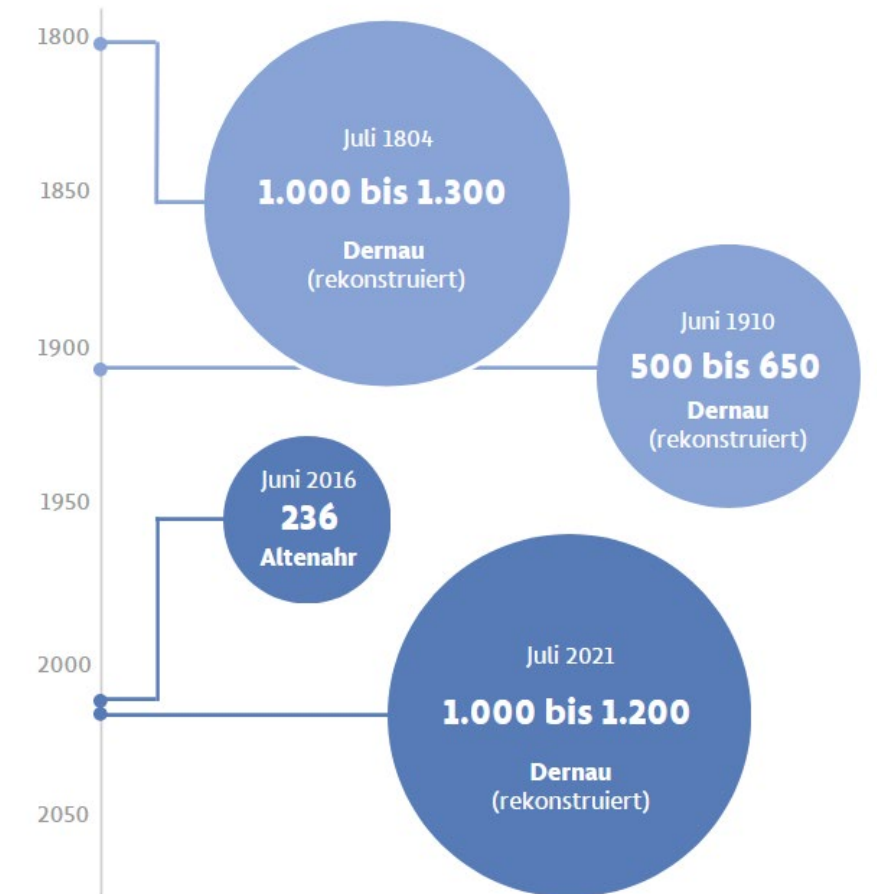 1800
Juli 1804
1.000 bis 1.300
Dernau
(rekonstruiert)
1850
1900
Juni 1910
500 bis 650
Dernau
(rekonstruiert)
1950
Juni 2016
236
Altenahr
2000
Juli 2021
1.000 bis 1.200
Dernau
(rekonstruiert)
2050